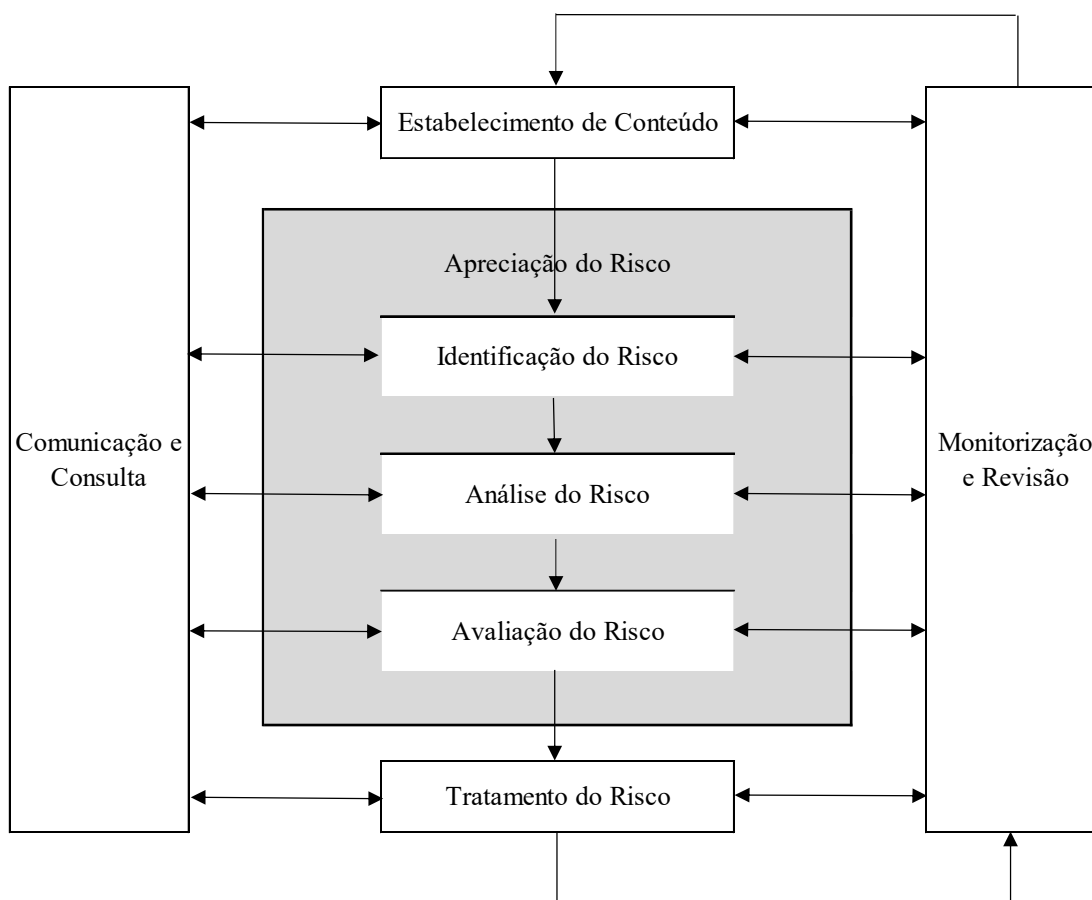 Estabelecimento de Conteúdo
Apreciação do Risco
Identificação do Risco
Comunicação e
Consulta
Monitorização
e Revisão
Análise do Risco
Avaliação do Risco
Tratamento do Risco